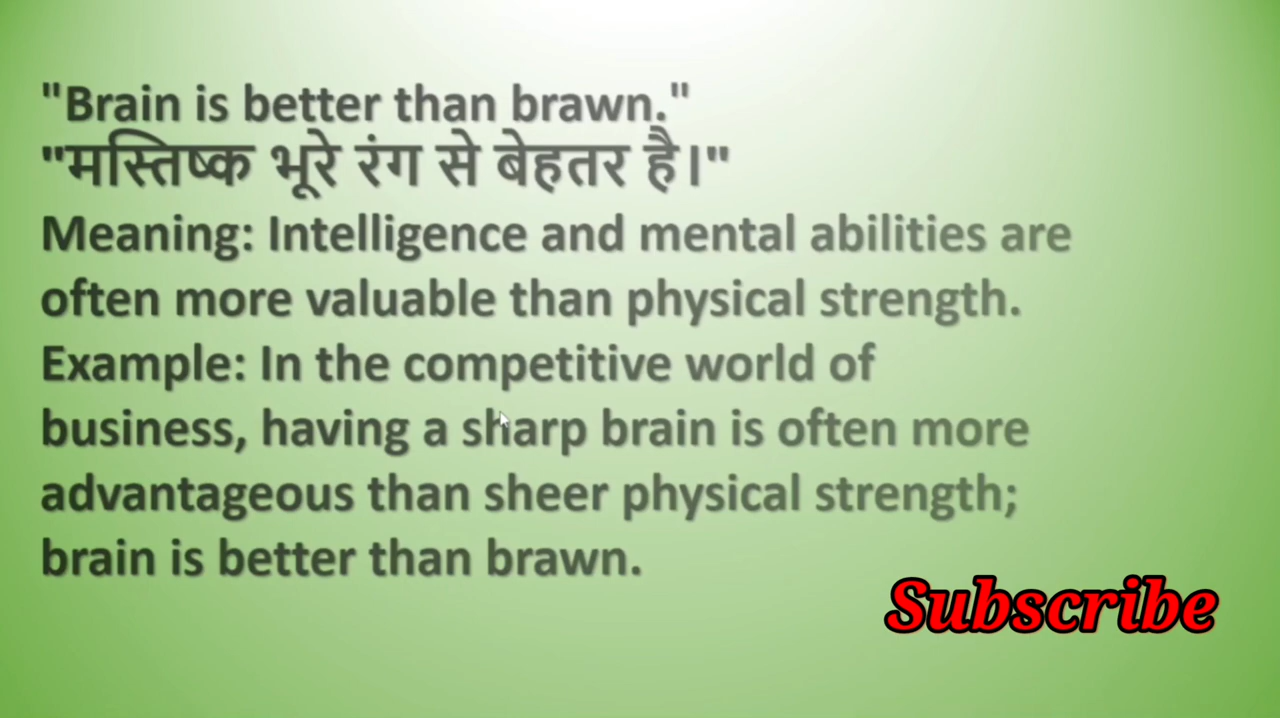 "Brain is better than brawn."
"मस्तिष्क भूरे रंग से बेहतर है।"
Meaning: Intelligence and mental abilities are
often more valuable than physical strength.
Example: In the competitive world of
business, having a sharp brain is often more
advantageous than sheer physical strength;
brain is better than brawn.
Subscribe